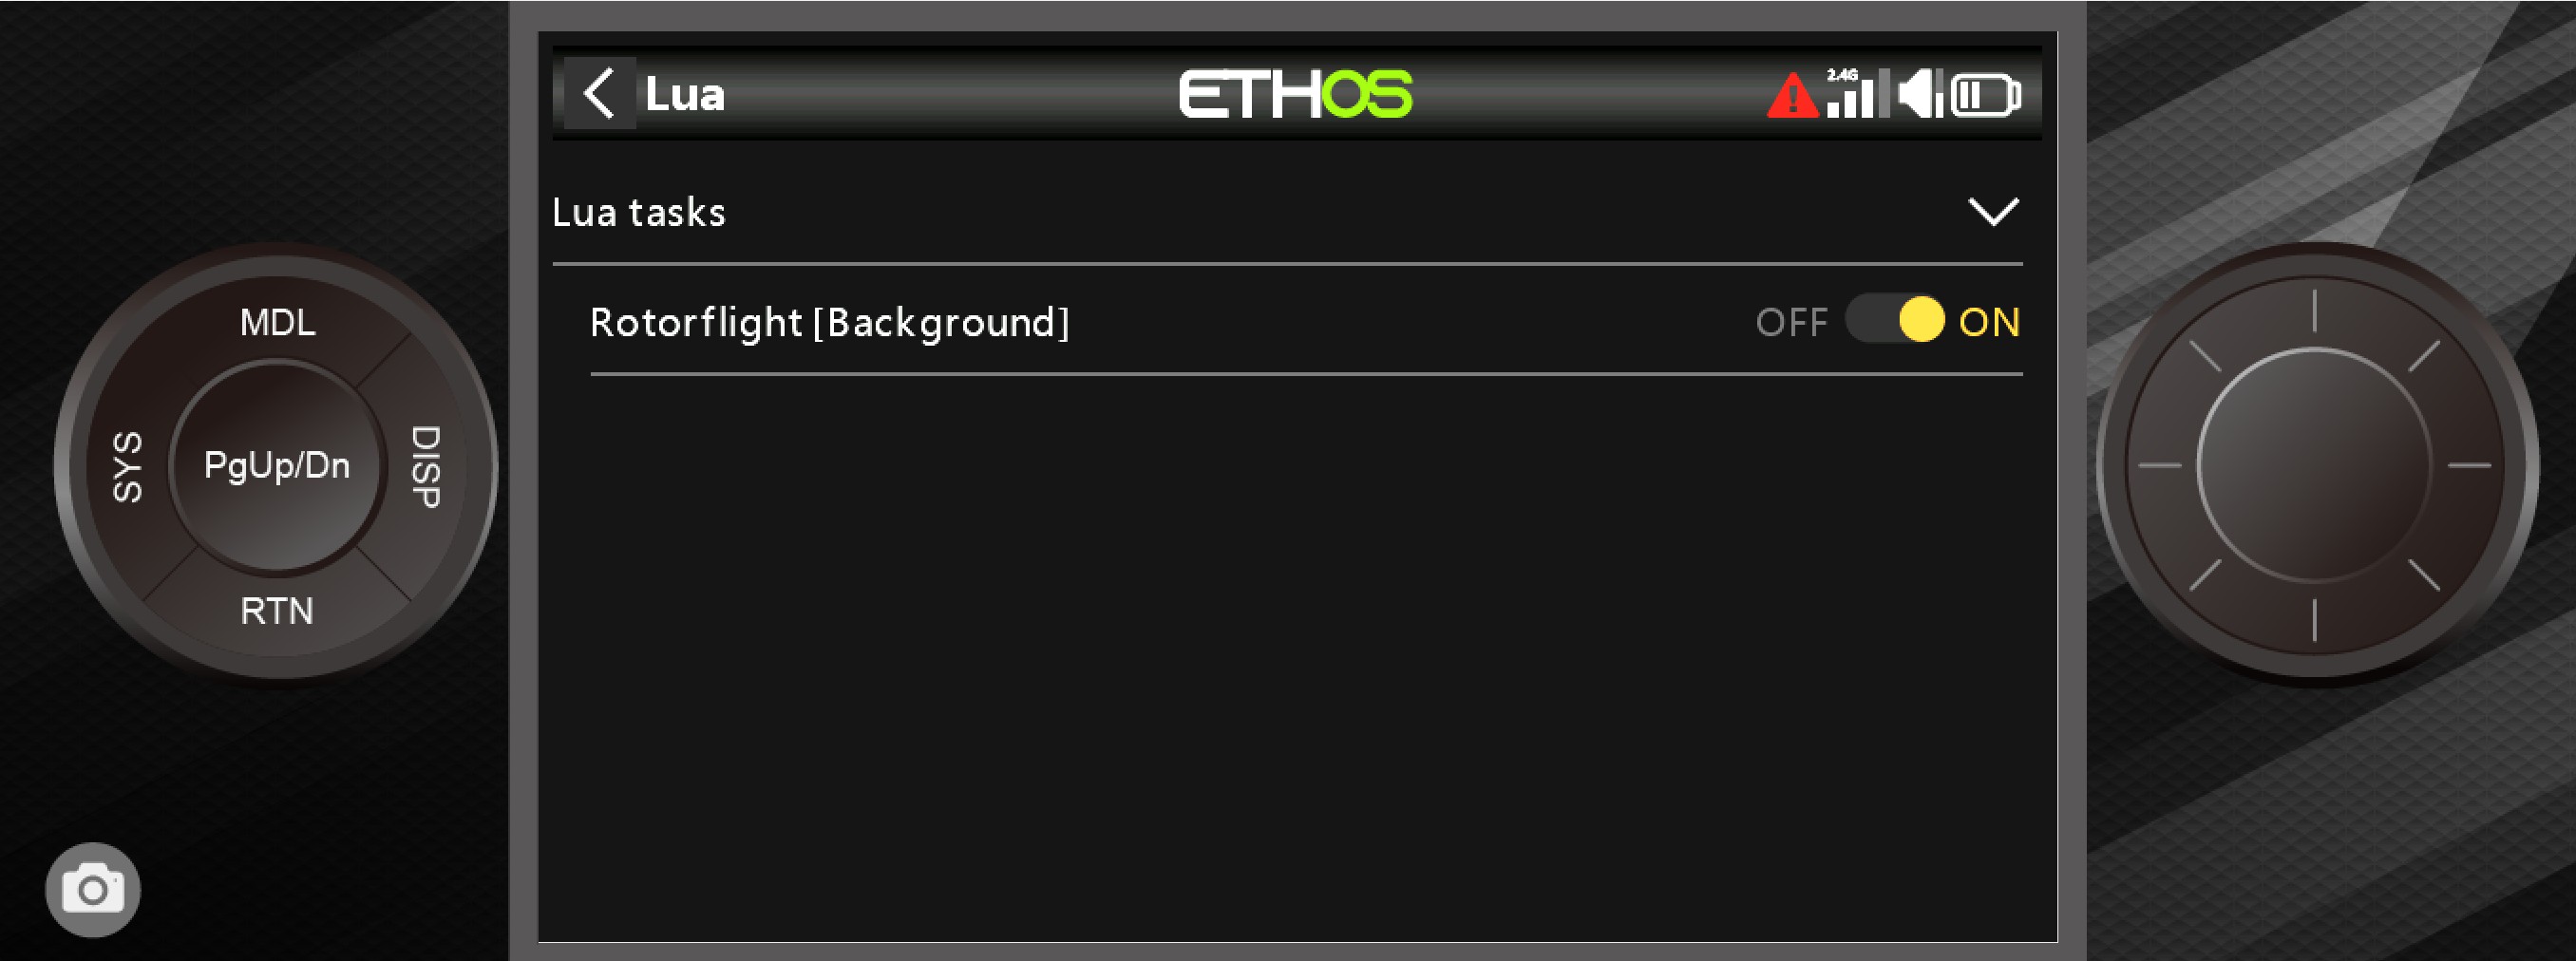 Lua
ETHOS
2.4G
Lua tasks
Rotorflight [Background]
OFF
ON
MDL
SYS
PgUp/Dn
DISP
RTN